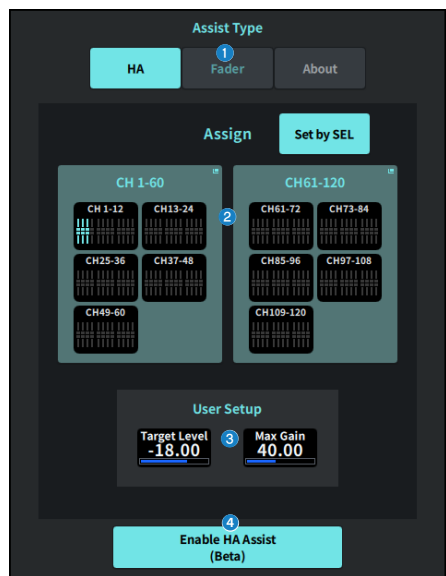 Assist Type
1
HA Fader About
Assign Set by SEL
CH 1-60 CH61-120
2
CH 1-12 CH13-24 CH61-72 CH73-84
CH25-36 CH37-48 CH85-96 CH97-108
CH49-60 CH109-120
User Setup
3
Target Level Max Gain
-18.00 40.00
4
Enable HA Assist
(Beta)